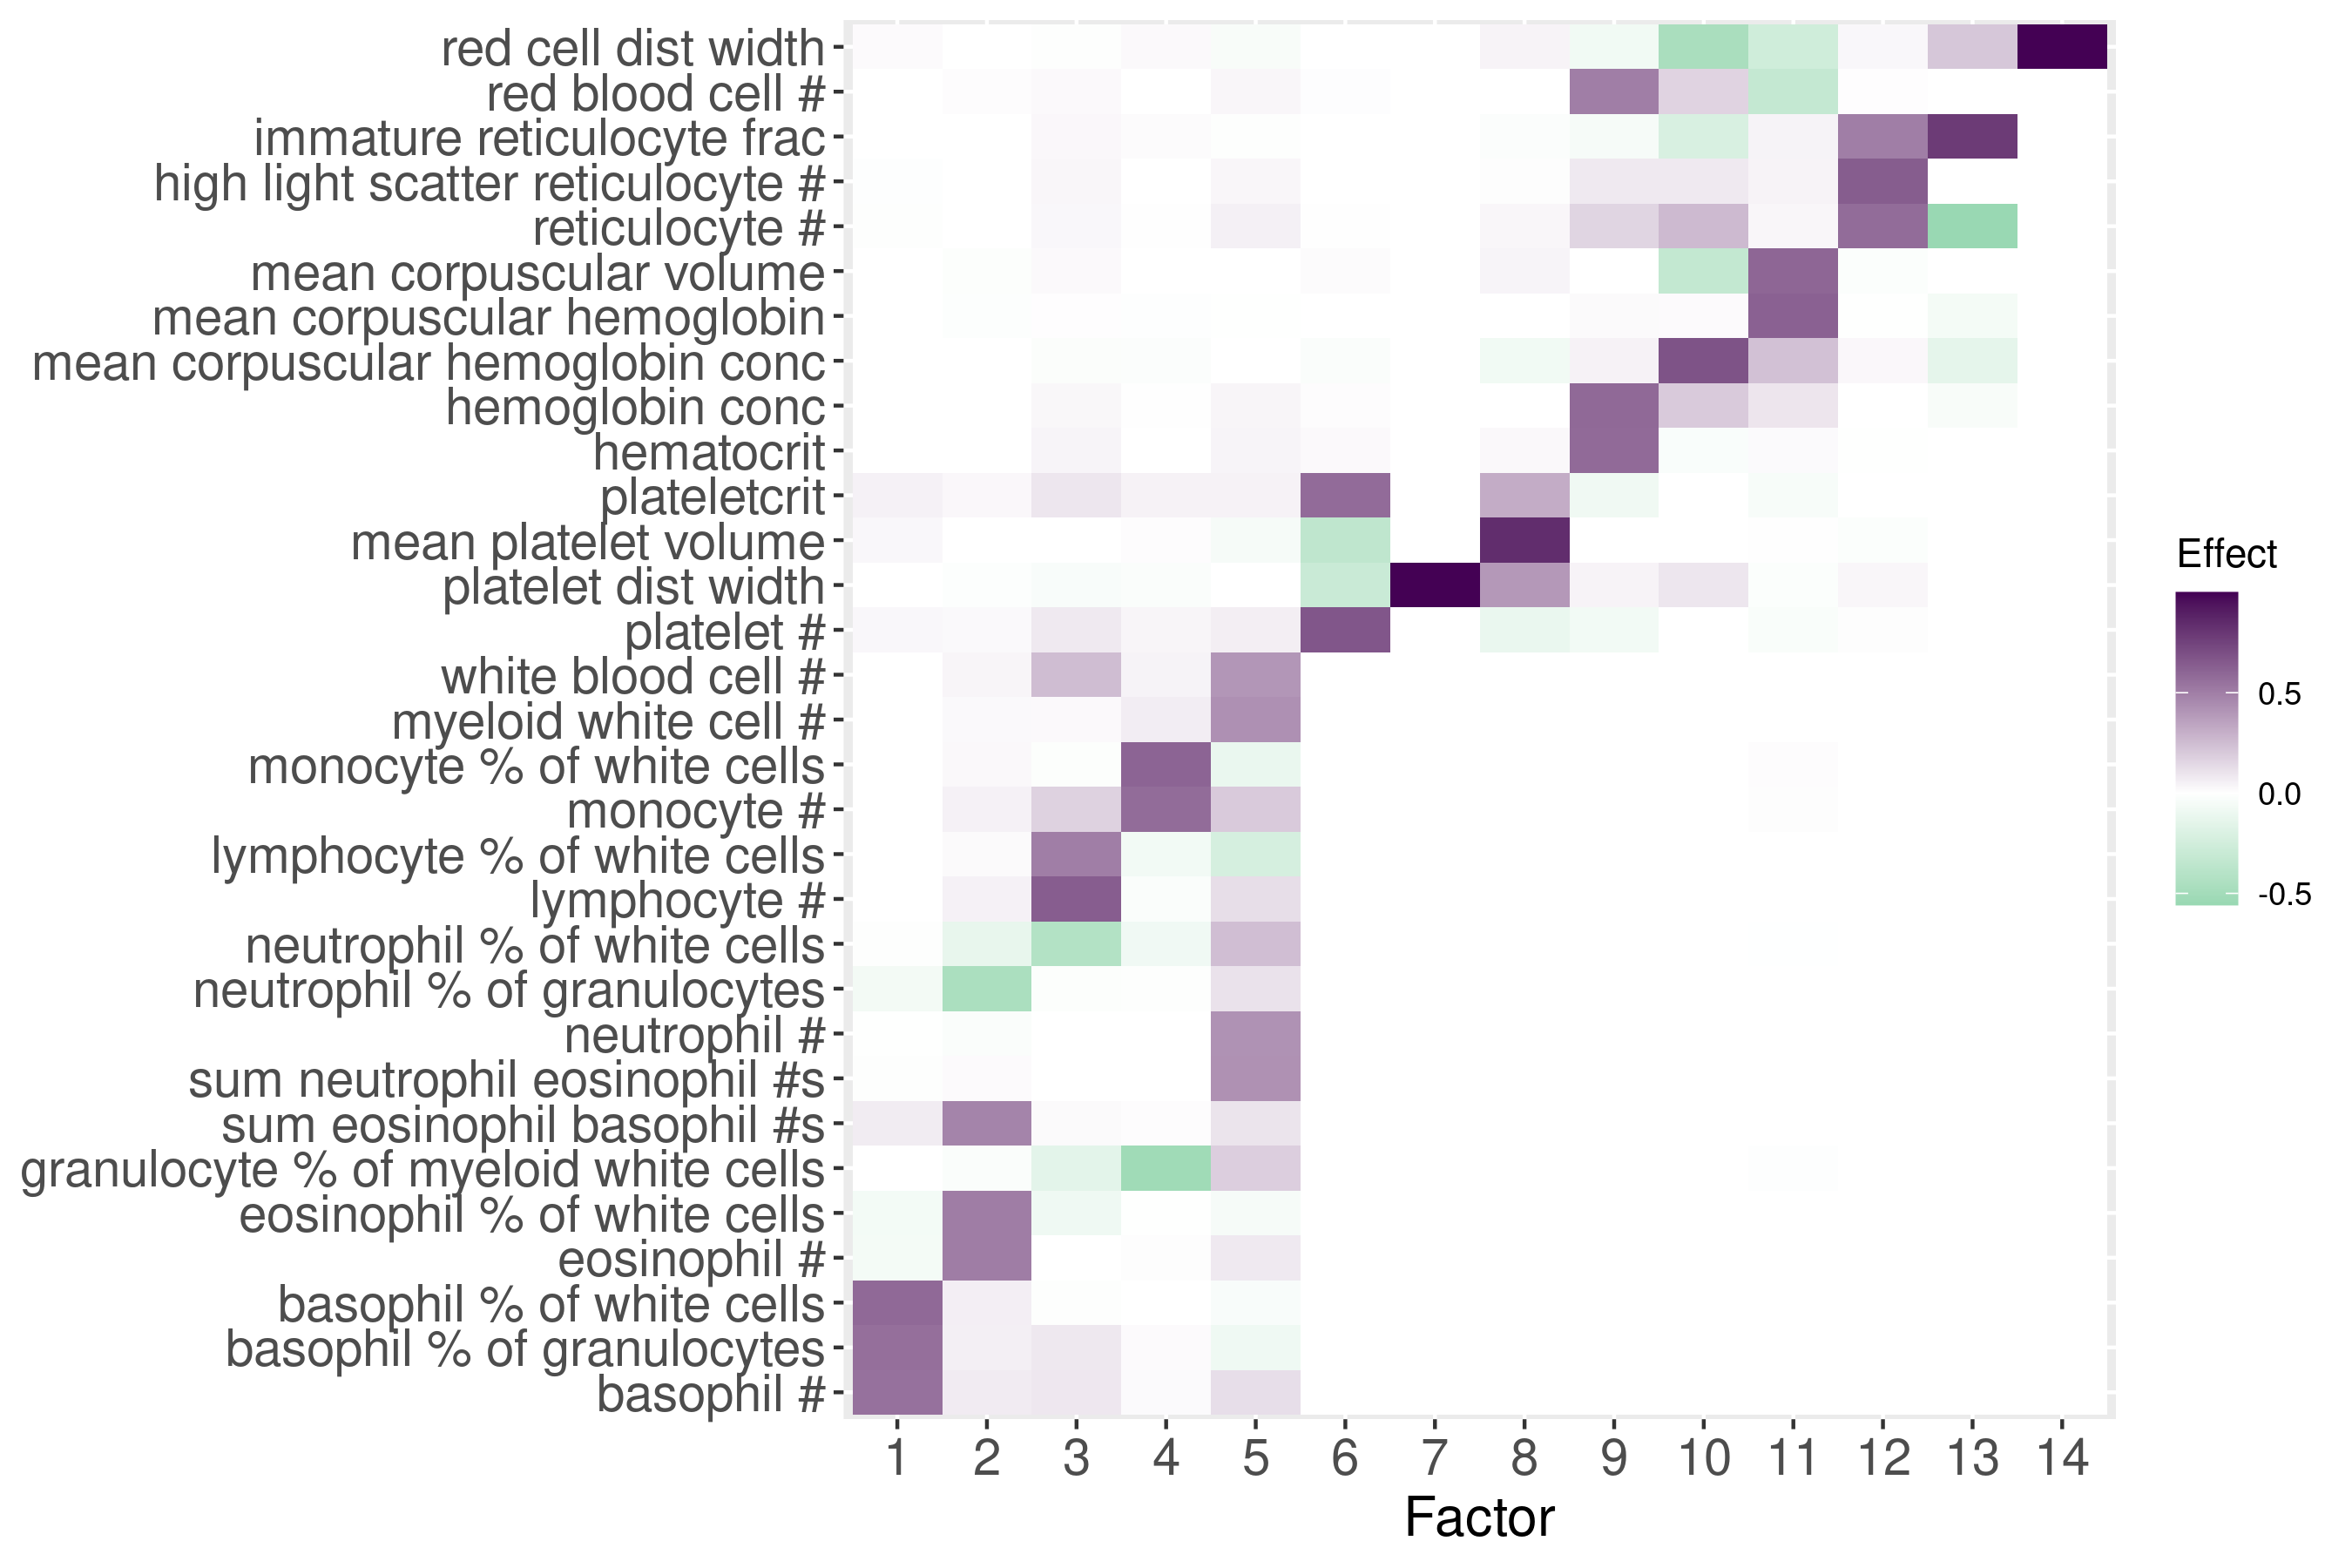 red cell dist width
red blood cell #
immature reticulocyte frac
high light scatter reticulocyte #
reticulocyte #
mean corpuscular volume
mean corpuscular hemoglobin
mean corpuscular hemoglobin conc
hemoglobin conc
hematocrit
plateletcrit
mean platelet volume
platelet dist width
platelet #
white blood cell #
myeloid white cell #
monocyte % of white cells
monocyte #
lymphocyte % of white cells
lymphocyte #
neutrophil % of white cells
neutrophil % of granulocytes
neutrophil #
sum neutrophil eosinophil #s
sum eosinophil basophil #s
granulocyte % of myeloid white cells
eosinophil % of white cells
eosinophil #
basophil % of white cells
basophil % of granulocytes
basophil #
1 2 3 4 5 6 7 8 9 10 11 12 13 14
Factor
Effect
0.5
0.0
-0.5